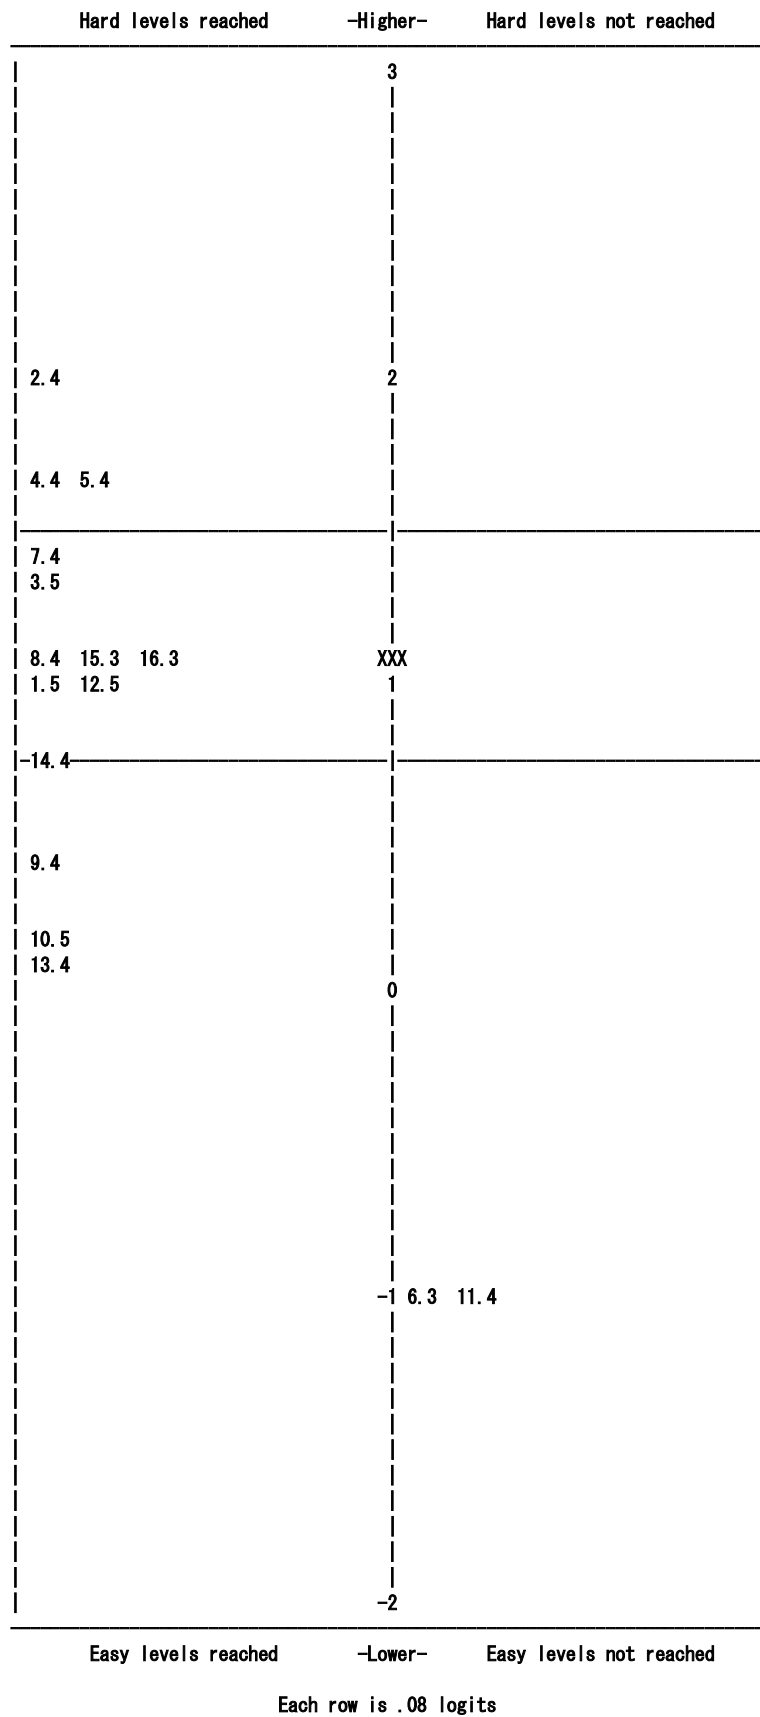 Hard levels reached -Higher- Hard levels not reached
3
2.4 2
4.4 5.4
7.4
3.5
8.4 15.3 16.3 XXX
1.5 12.5 1
-14.4
9.4
10.5
13.4
0
-1 6.3 11.4
-2
Easy levels reached -Lower- Easy levels not reached
Each row is .08 logits